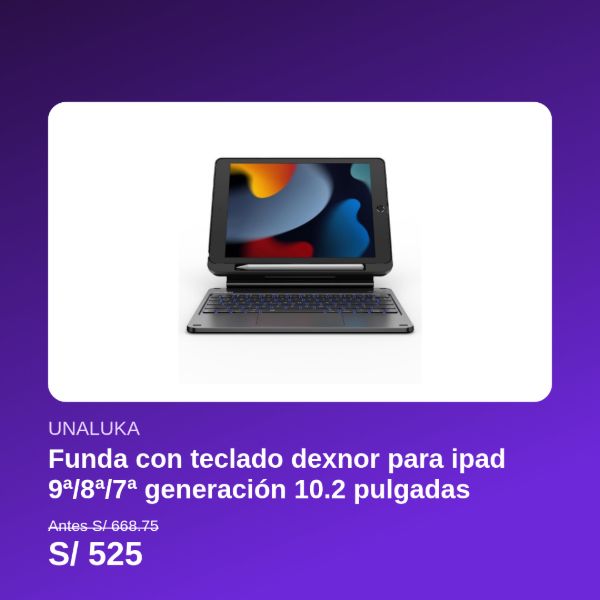 UNALUKA
Funda con teclado dexnor para ipad
9ª/8ª/7ª generación 10.2 pulgadas
Antes S/ 668.75
S/ 525